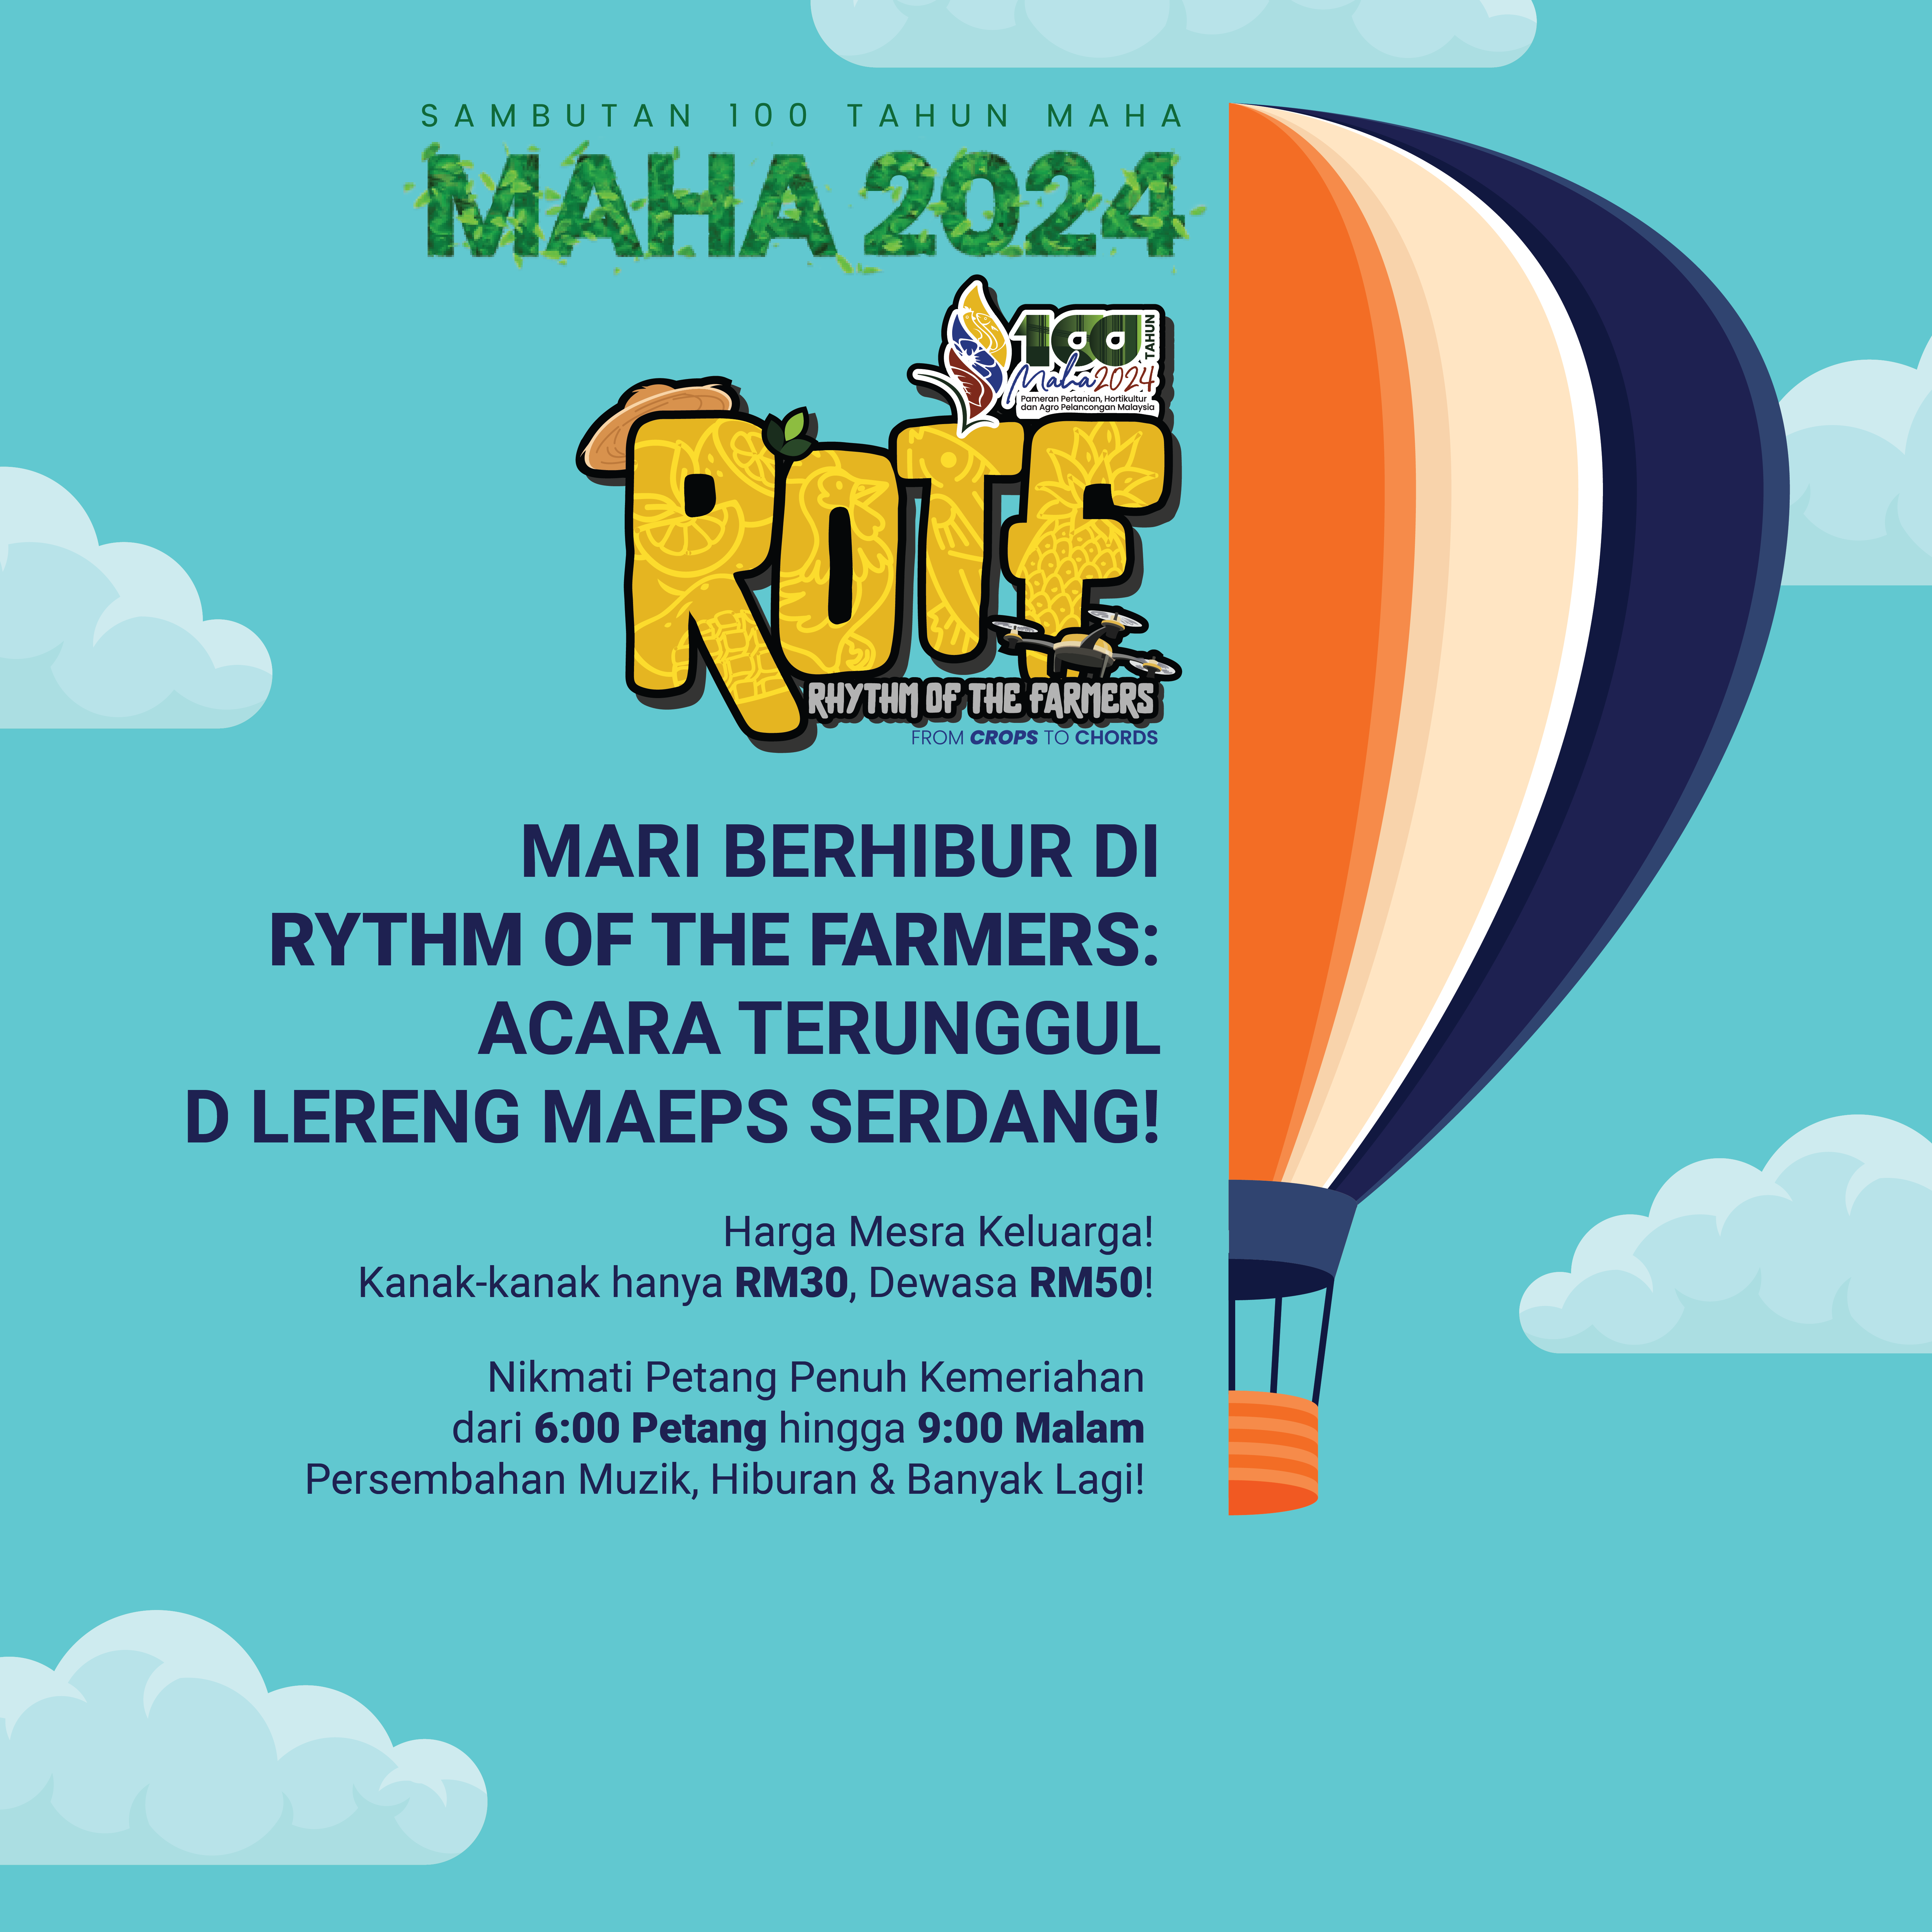 SAMBUTAN 100 TAHUN MAHA
MAHA 2024
100 TAHUN
Maha2024
Pameran Pertanian, Hortikultur
dan Agro Pelancongan Malaysia
ROTF
RHYTHM OF THE FARMERS
FROM CROPS TO CHORDS
MARI BERHIBUR DI
RYTHM OF THE FARMERS:
ACARA TERUNGGUL
D LERENG MAEPS SERDANG!
Harga Mesra Keluarga!
Kanak-kanak hanya RM30, Dewasa RM50!
Nikmati Petang Penuh Kemeriahan
dari 6:00 Petang hingga 9:00 Malam
Persembahan Muzik, Hiburan & Banyak Lagi!